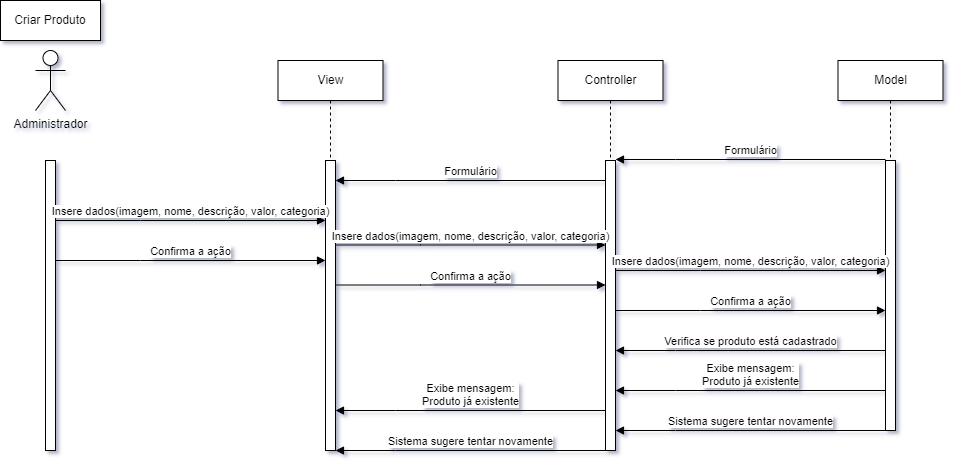 Criar Produto
Administrador
View
Controller
Model
Formulário
Formulário
Insere dados(imagem, nome, descrição, valor, categoria)
Insere dados(imagem, nome, descrição, valor, categoria)
Confirma a ação
Insere dados(imagem, nome, descrição, valor, categoria)
Confirma a ação
Confirma a ação
Verifica se produto está cadastrado
Exibe mensagem:
Produto já existente
Exibe mensagem:
Produto já existente
Sistema sugere tentar novamente
Sistema sugere tentar novamente